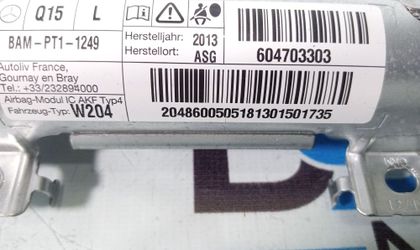 Q15 L
BAM-PT1-1249
Herstelljahr: 2013
Herstellort: ASG
604703303
Autoliv France,
Gournay en Bray
Tel.: +33/232894000
Airbag-Modul IC AKF Typ4
Fahrzeug-Typ: W204
2048600505181301501735